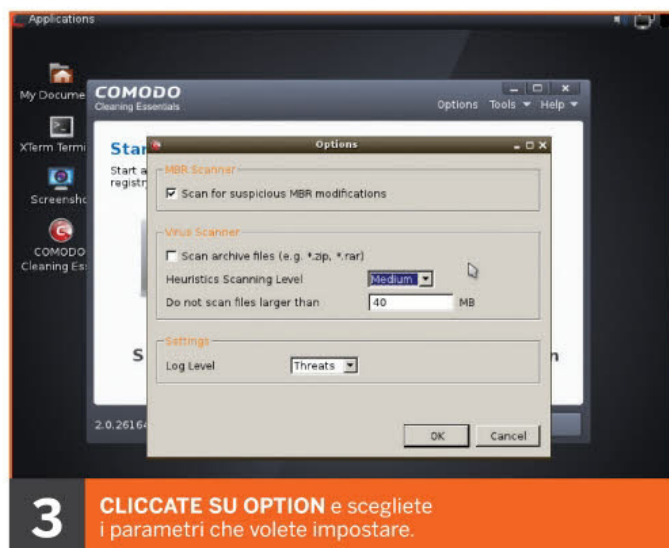 Applications
My Docume
XTerm Termi
Screensho
COMODO
Cleaning Es
COMODO
Cleaning Essentials
Options Tools Help
Star
Start a
registr
Options
MBR Scanner
Scan for suspicious MBR modifications
Virus Scanner
Scan archive files (e.g. *.zip, *.rar)
Heuristics Scanning Level Medium
Do not scan files larger than 40 MB
Settings
Log Level Threats
S n
2.0.26164
OK Cancel
3
CLICCATE SU OPTION e scegliete
i parametri che volete impostare.